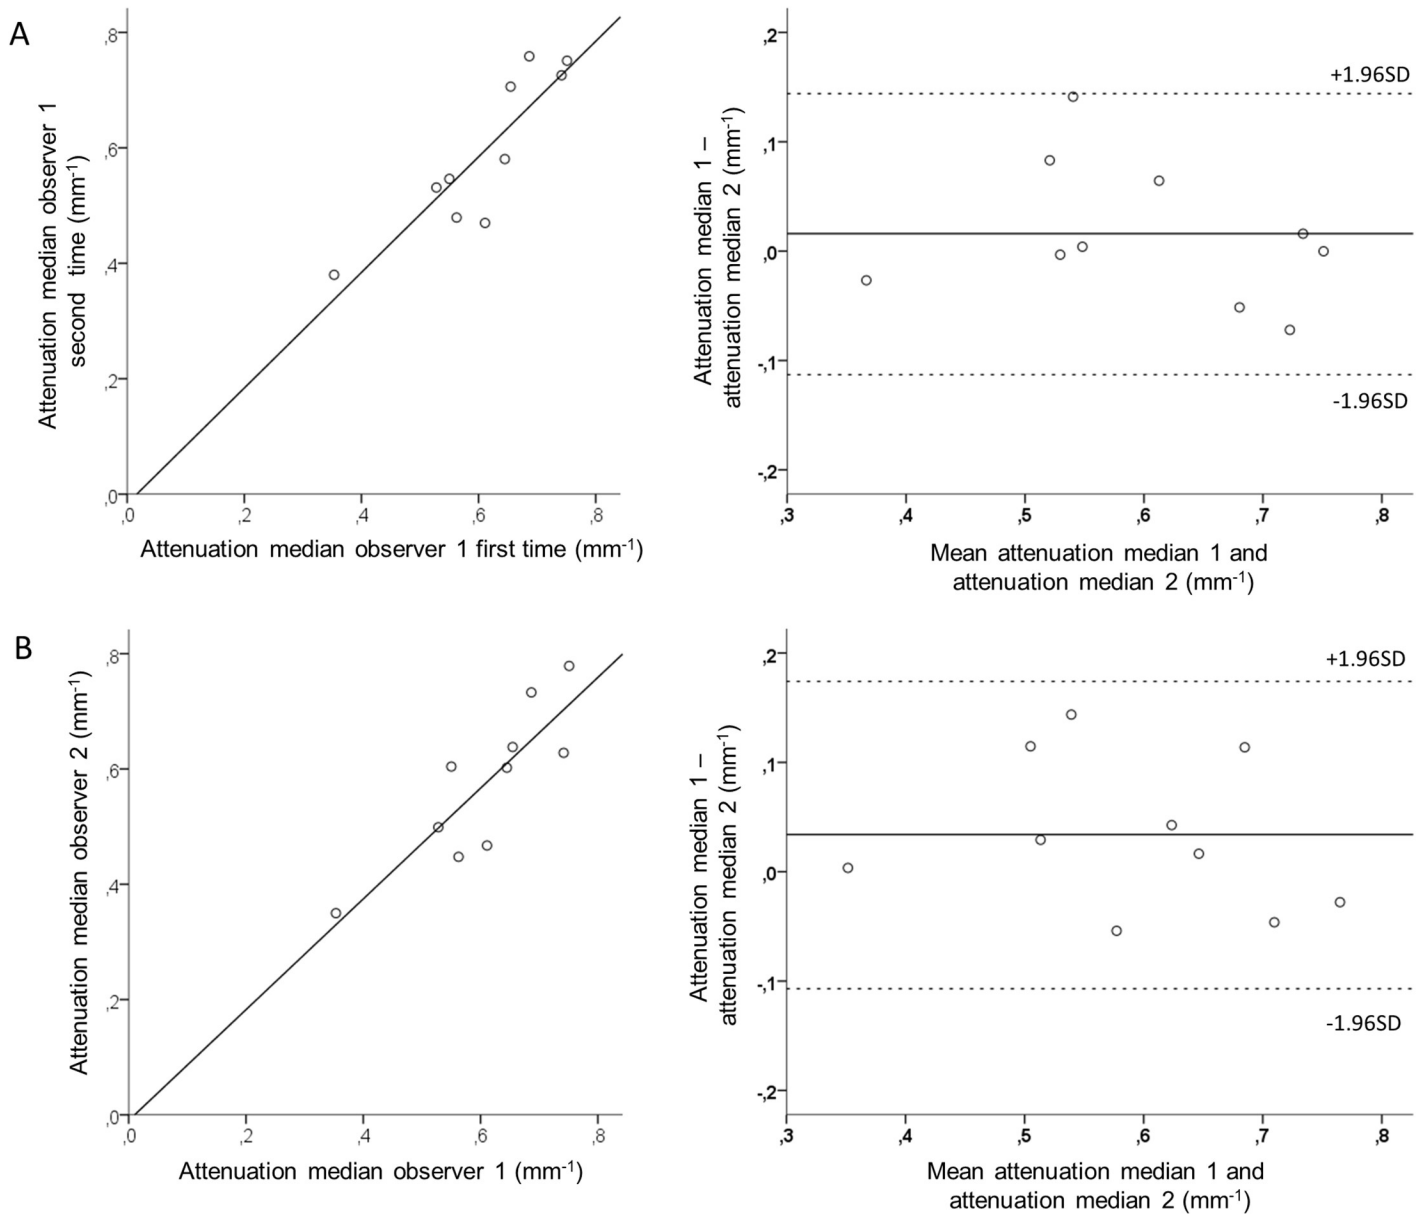 A
Attenuation median observer 1
second time (mm-1)
,8
,6
,4
,2
,0
,0 ,2 ,4 ,6 ,8
Attenuation median observer 1 first time (mm-1)
Attenuation median 1 –
attenuation median 2 (mm-1)
,2
,1
,0
-,1
-,2
+1.96SD
-1.96SD
,3 ,4 ,5 ,6 ,7 ,8
Mean attenuation median 1 and
attenuation median 2 (mm-1)
B
Attenuation median observer 2 (mm-1)
,8
,6
,4
,2
,0
,0 ,2 ,4 ,6 ,8
Attenuation median observer 1 (mm-1)
Attenuation median 1 –
attenuation median 2 (mm-1)
,2
,1
,0
-,1
-,2
+1.96SD
-1.96SD
,3 ,4 ,5 ,6 ,7 ,8
Mean attenuation median 1 and
attenuation median 2 (mm-1)